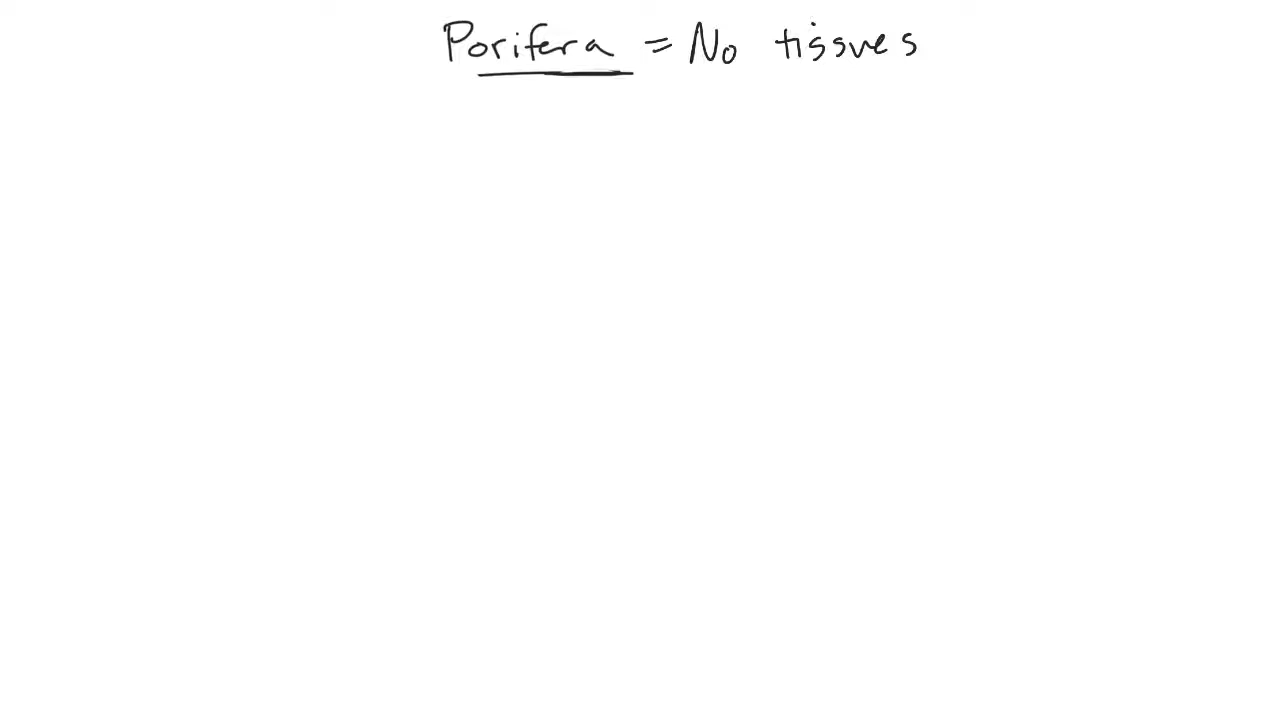 Porifera = No tissues